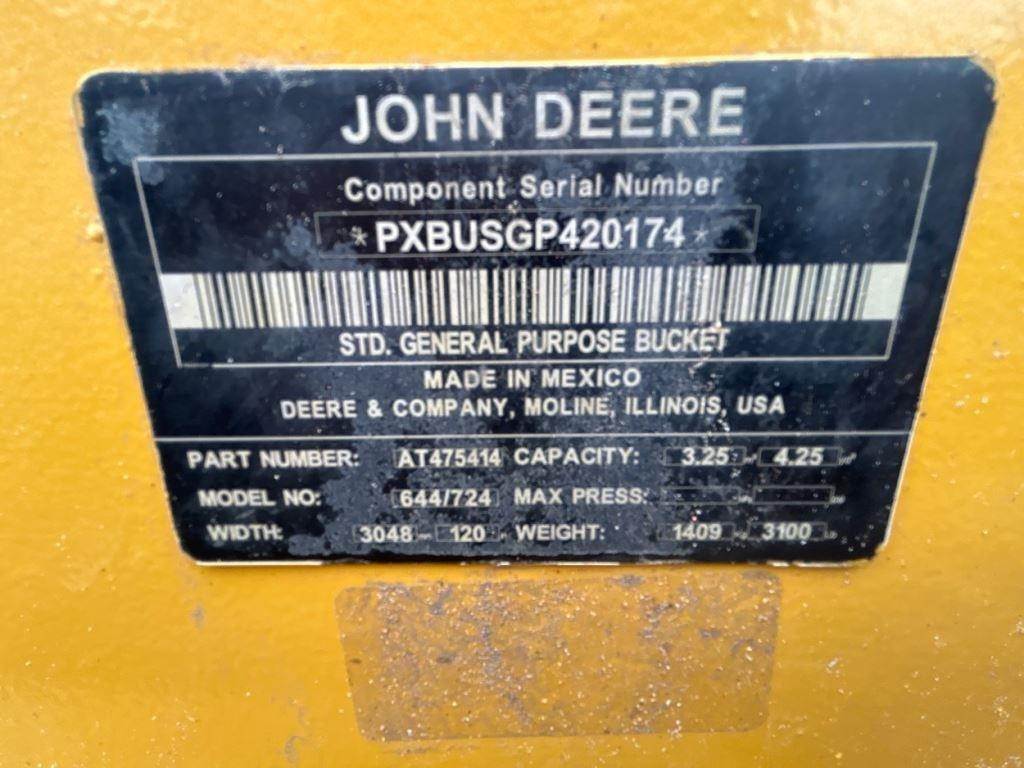 JOHN DEERE
Component Serial Number
*PXBUSGP420174*
STD. GENERAL PURPOSE BUCKET
MADE IN MEXICO
DEERE & COMPANY, MOLINE, ILLINOIS, USA
PART NUMBER: AT475414 CAPACITY: 3.25 4.25
MODEL NO: 644/724 MAX PRESS:
WIDTH: 3048 120 WEIGHT: 1409 3100